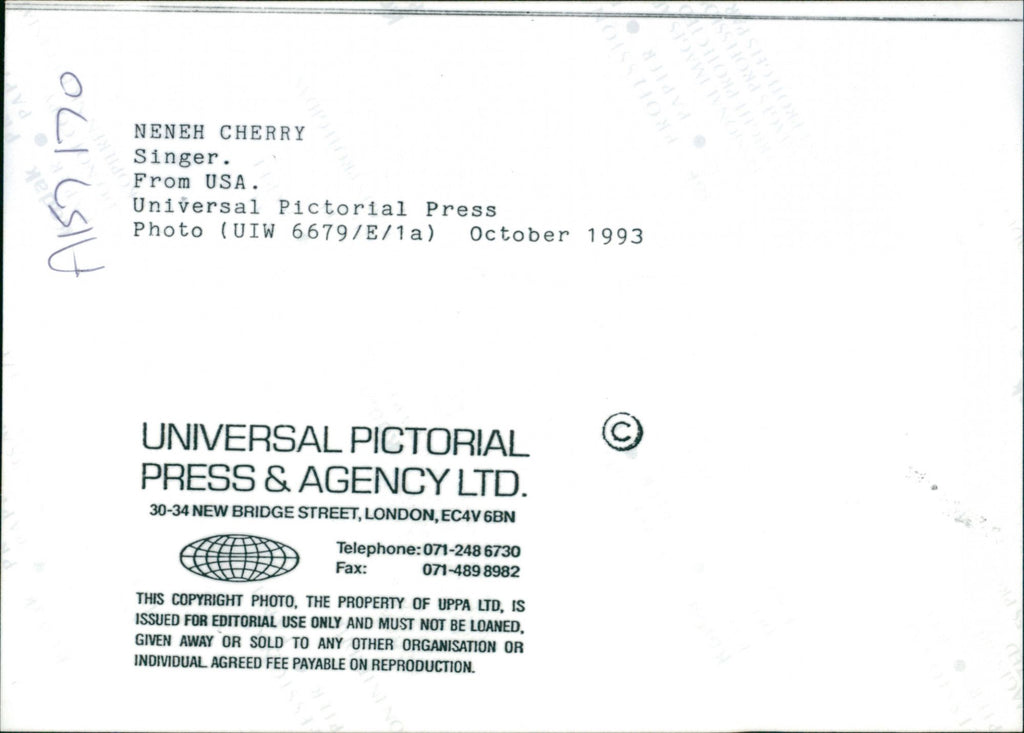 A157170
NENEH CHERRY
Singer.
From USA.
Universal Pictorial Press
Photo (UIW 6679/E/1a) October 1993
UNIVERSAL PICTORIAL
PRESS & AGENCY LTD.
©
30-34 NEW BRIDGE STREET, LONDON, EC4V 6BN
Telephone: 071-248 6730
Fax: 071-489 8982
THIS COPYRIGHT PHOTO, THE PROPERTY OF UPPA LTD, IS
ISSUED FOR EDITORIAL USE ONLY AND MUST NOT BE LOANED,
GIVEN AWAY OR SOLD TO ANY OTHER ORGANISATION OR
INDIVIDUAL. AGREED FEE PAYABLE ON REPRODUCTION.